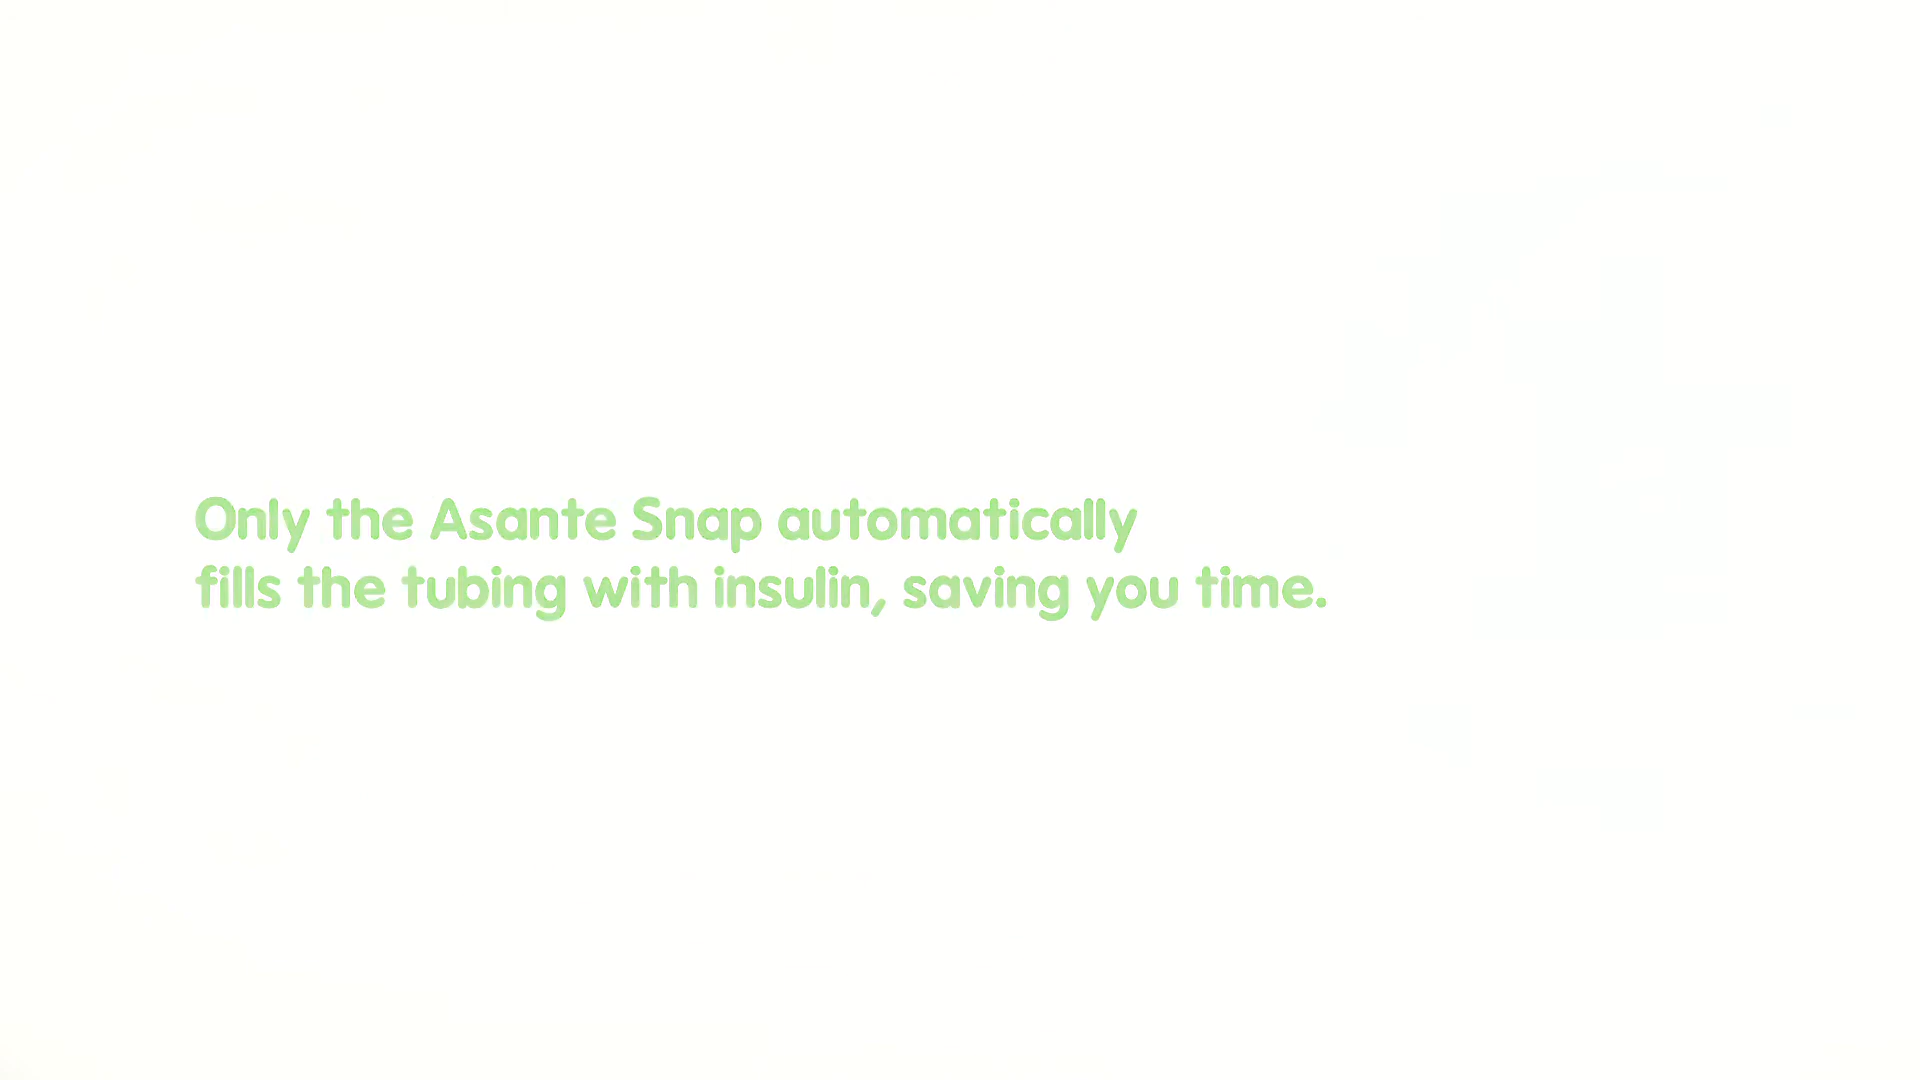 Only the Asante Snap automatically
fills the tubing with insulin, saving you time.